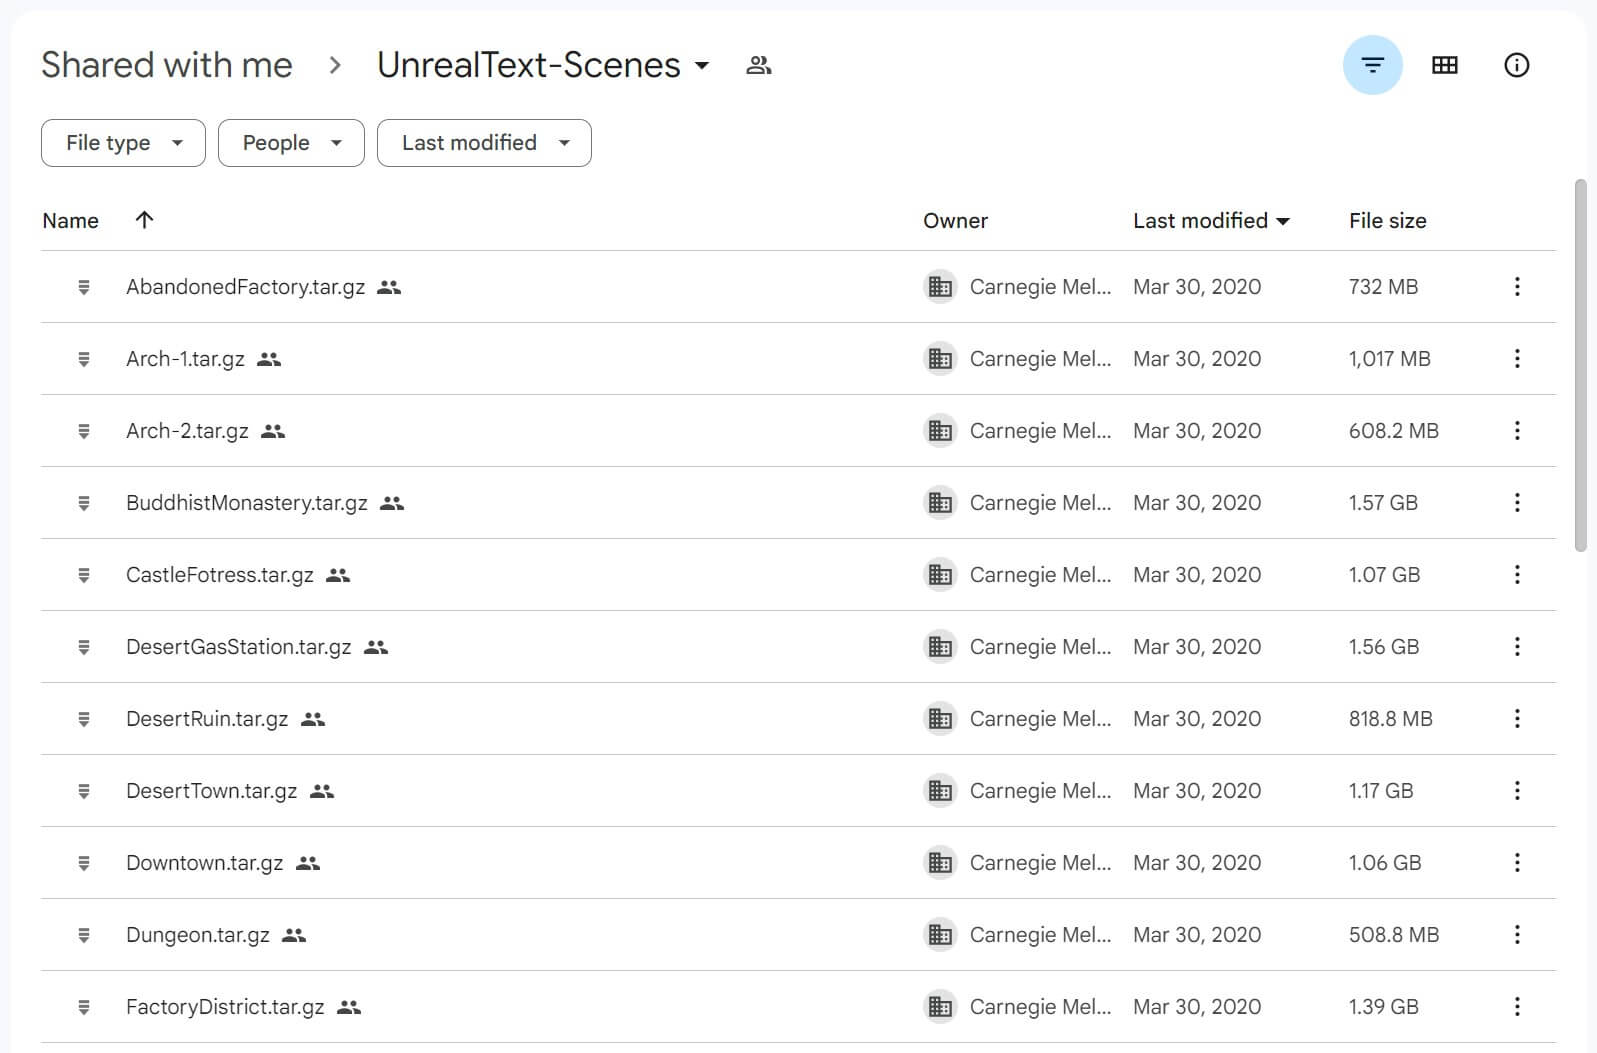 Shared with me > UnrealText-Scenes
File type People Last modified
Name Owner Last modified File size
AbandonedFactory.tar.gz Carnegie Mel... Mar 30, 2020 732 MB
Arch-1.tar.gz Carnegie Mel... Mar 30, 2020 1,017 MB
Arch-2.tar.gz Carnegie Mel... Mar 30, 2020 608.2 MB
BuddhistMonastery.tar.gz Carnegie Mel... Mar 30, 2020 1.57 GB
CastleFotress.tar.gz Carnegie Mel... Mar 30, 2020 1.07 GB
DesertGasStation.tar.gz Carnegie Mel... Mar 30, 2020 1.56 GB
DesertRuin.tar.gz Carnegie Mel... Mar 30, 2020 818.8 MB
DesertTown.tar.gz Carnegie Mel... Mar 30, 2020 1.17 GB
Downtown.tar.gz Carnegie Mel... Mar 30, 2020 1.06 GB
Dungeon.tar.gz Carnegie Mel... Mar 30, 2020 508.8 MB
FactoryDistrict.tar.gz Carnegie Mel... Mar 30, 2020 1.39 GB